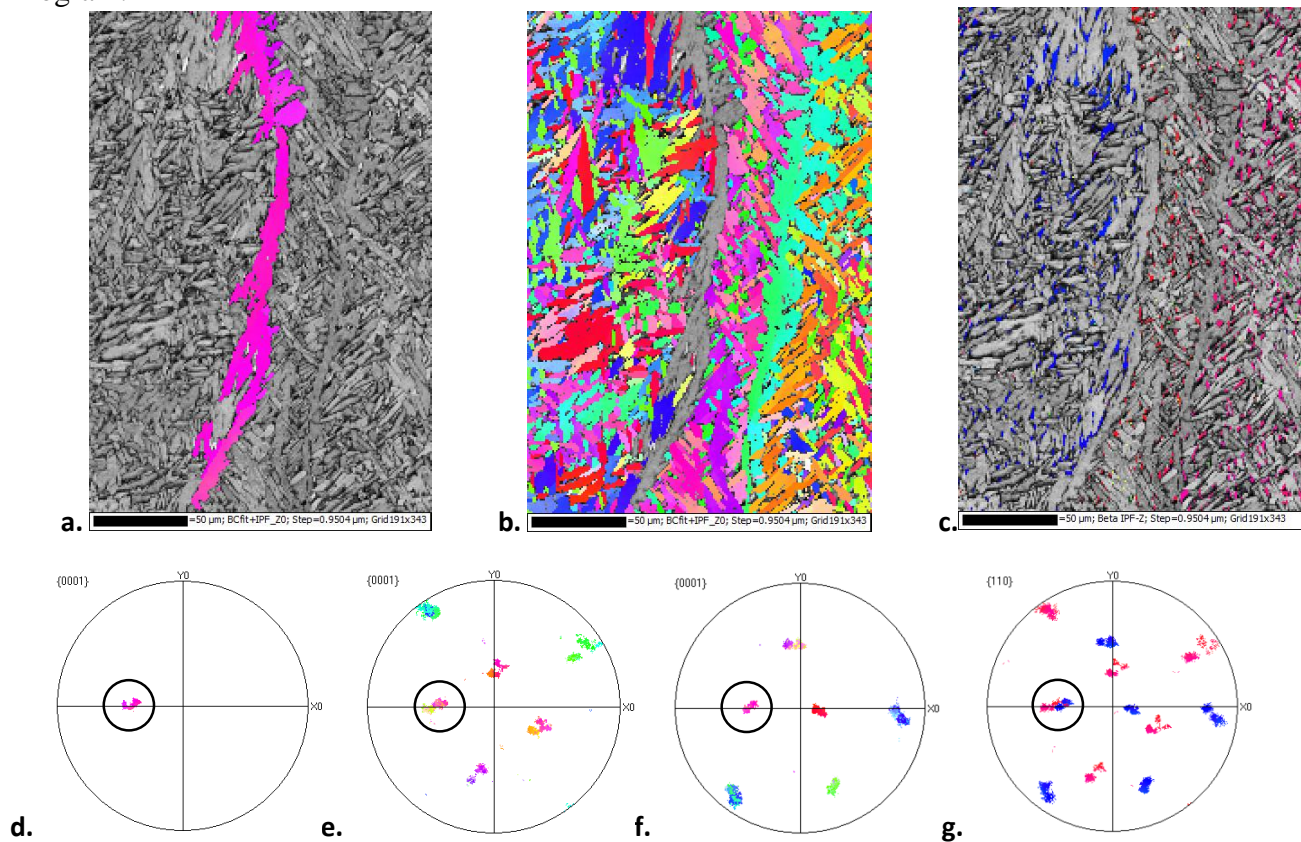 a.
=50 µm; BCfit+IPF_Z0; Step=0.9504 µm; Grid191x343
b.
=50 µm; BCfit+IPF_Z0; Step=0.9504 µm; Grid191x343
c.
=50 µm; Beta IPF-Z; Step=0.9504 µm; Grid191x343
{0001}
Y0
X0
d.
{0001}
Y0
X0
e.
{0001}
Y0
X0
f.
{110}
Y0
X0
g.